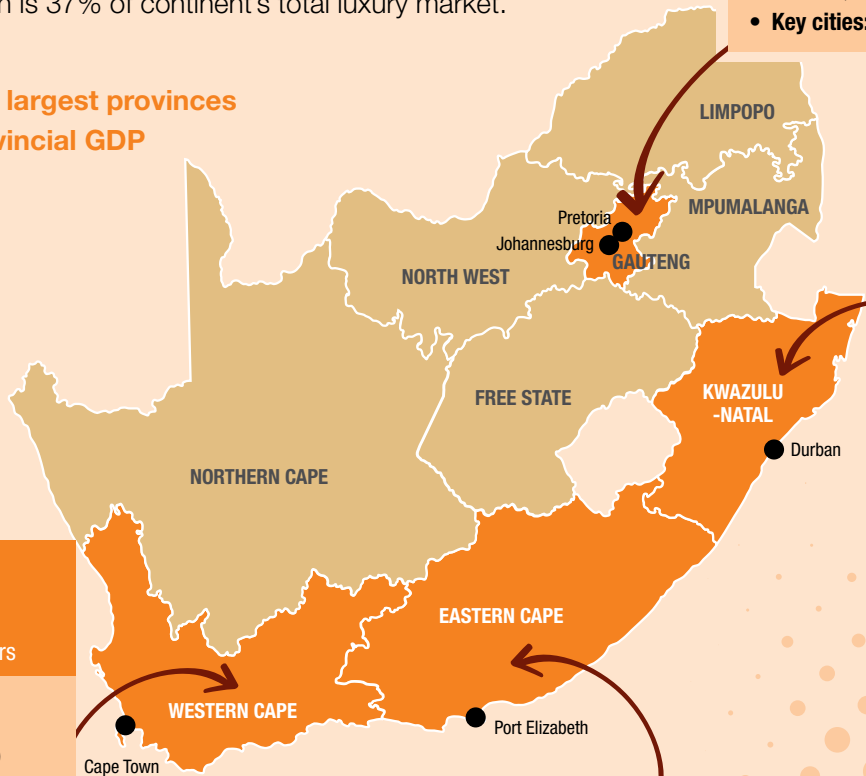 is 37% of continent's total luxury market.
• Key cities:
largest provinces
vincial GDP
LIMPOPO
MPUMALANGA
Pretoria
Johannesburg
GAUTENG
NORTH WEST
FREE STATE
KWAZULU
-NATAL
Durban
NORTHERN CAPE
EASTERN CAPE
rs
WESTERN CAPE
Port Elizabeth
Cape Town